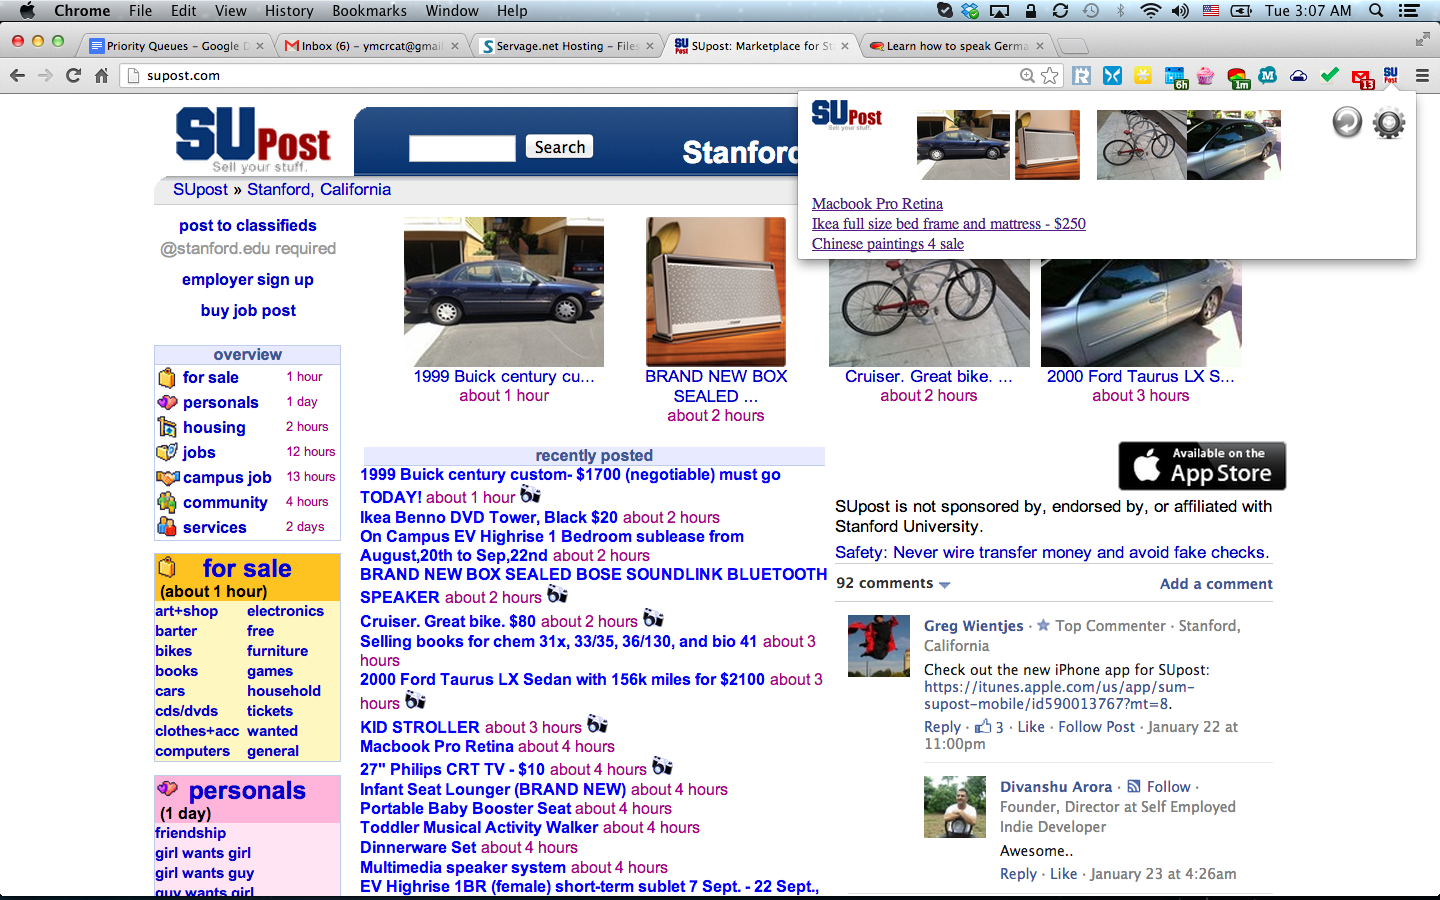 Chrome File Edit View History Bookmarks Window Help Tue 3:07 AM
Priority Queues – Google D
Inbox (6) – ymcrcat@gmai
Servage.net Hosting – Files
SUpost: Marketplace for St
Learn how to speak Germa
supost.com
6h
1m
13
SU Post
Sell your stuff.
Search
Stanford
SU Post
Sell your stuff.
Macbook Pro Retina
Ikea full size bed frame and mattress - $250
Chinese paintings 4 sale
SUpost » Stanford, California
post to classifieds
@stanford.edu required
employer sign up
buy job post
overview
for sale 1 hour
personals 1 day
housing 2 hours
jobs 12 hours
campus job 13 hours
community 4 hours
services 2 days
for sale
(about 1 hour)
art+shop electronics
barter free
bikes furniture
books games
cars household
cds/dvds tickets
clothes+acc wanted
computers general
personals
(1 day)
friendship
girl wants girl
girl wants guy
guy wants girl
1999 Buick century cu...
about 1 hour
BRAND NEW BOX
SEALED ...
about 2 hours
Cruiser. Great bike. ...
about 2 hours
2000 Ford Taurus LX S...
about 3 hours
recently posted
1999 Buick century custom- $1700 (negotiable) must go
TODAY! about 1 hour
Ikea Benno DVD Tower, Black $20 about 2 hours
On Campus EV Highrise 1 Bedroom sublease from
August,20th to Sep,22nd about 2 hours
BRAND NEW BOX SEALED BOSE SOUNDLINK BLUETOOTH
SPEAKER about 2 hours
Cruiser. Great bike. $80 about 2 hours
Selling books for chem 31x, 33/35, 36/130, and bio 41 about 3
hours
2000 Ford Taurus LX Sedan with 156k miles for $2100 about 3
hours
KID STROLLER about 3 hours
Macbook Pro Retina about 4 hours
27" Philips CRT TV - $10 about 4 hours
Infant Seat Lounger (BRAND NEW) about 4 hours
Portable Baby Booster Seat about 4 hours
Toddler Musical Activity Walker about 4 hours
Dinnerware Set about 4 hours
Multimedia speaker system about 4 hours
EV Highrise 1BR (female) short-term sublet 7 Sept. - 22 Sept.,
Available on the
App Store
SUpost is not sponsored by, endorsed by, or affiliated with
Stanford University.
Safety: Never wire transfer money and avoid fake checks.
92 comments Add a comment
Greg Wientjes · Top Commenter · Stanford,
California
Check out the new iPhone app for SUpost:
https://itunes.apple.com/us/app/sum-
supost-mobile/id590013767?mt=8.
Reply · 3 · Like · Follow Post · January 22 at
11:00pm
Divanshu Arora · Follow ·
Founder, Director at Self Employed
Indie Developer
Awesome..
Reply · Like · January 23 at 4:26am